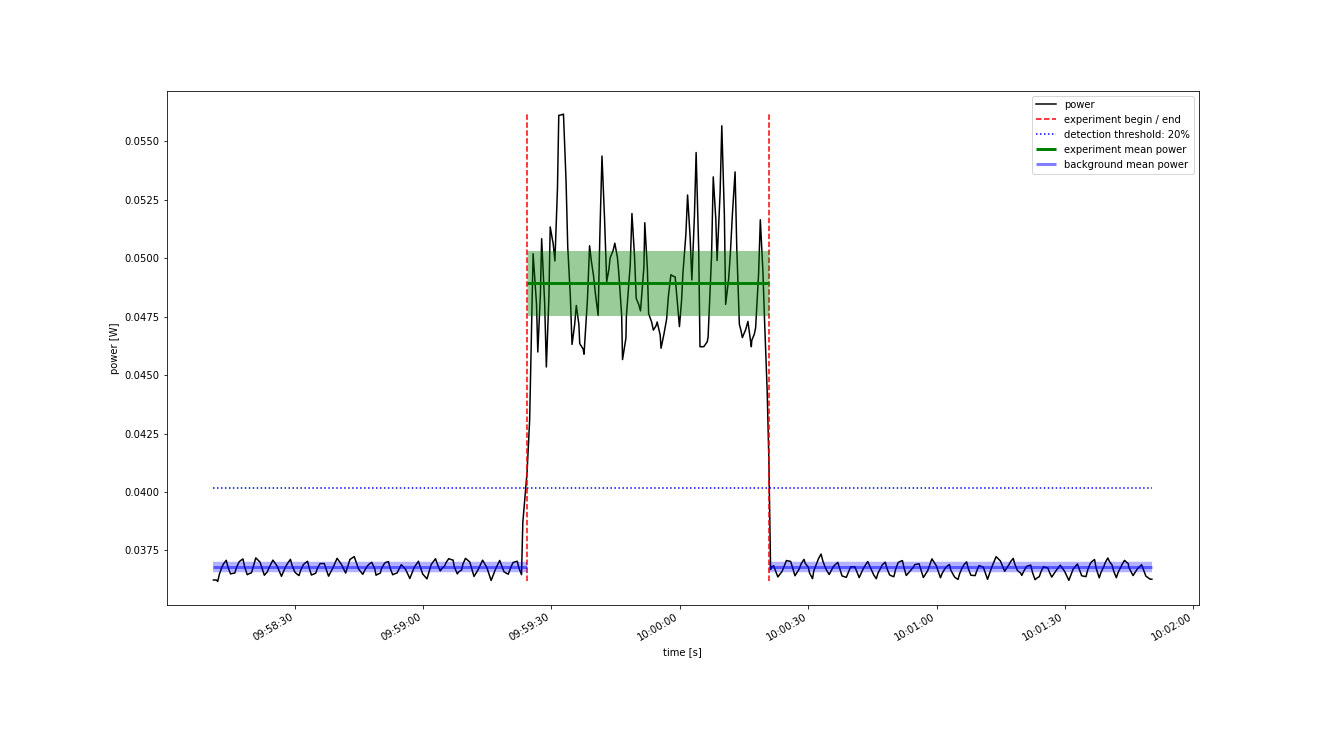 power
experiment begin / end
detection threshold: 20%
experiment mean power
background mean power
0.0550
0.0525
0.0500
0.0475
0.0450
0.0425
0.0400
0.0375
power [W]
09:58:30
09:59:00
09:59:30
10:00:00
10:00:30
10:01:00
10:01:30
10:02:00
time [s]